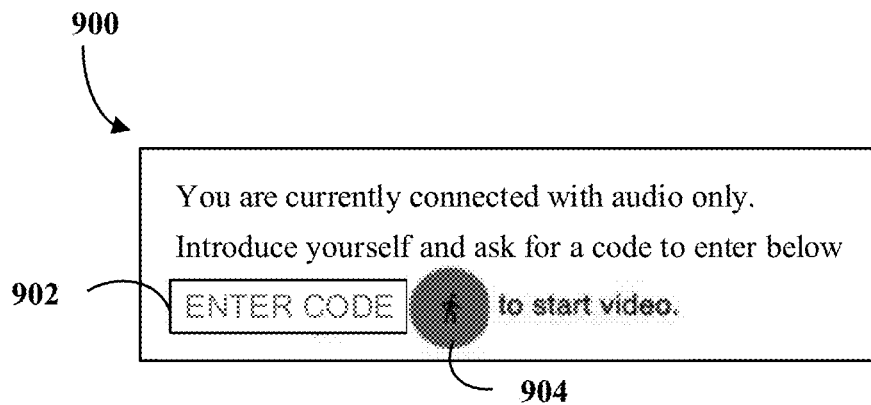 900
You are currently connected with audio only.
Introduce yourself and ask for a code to enter below
902
ENTER CODE to start video.
904